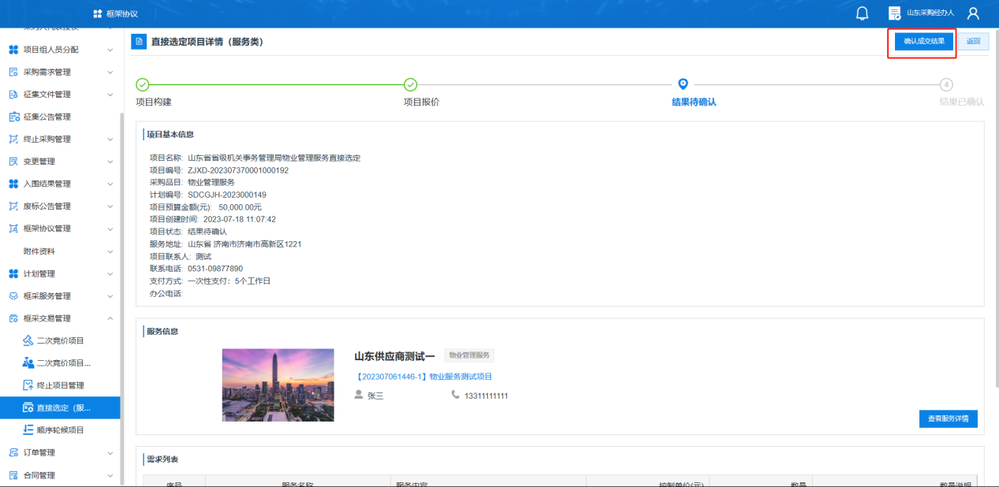 框架协议
山东采购经办人
项目组人员分配
采购需求管理
征集文件管理
征集公告管理
终止采购管理
变更管理
入围结果管理
废标公告管理
框架协议管理
附件资料
计划管理
框采服务管理
框采交易管理
二次竞价项目
二次竞价项目...
终止项目管理
直接选定（服...
顺序轮候项目
订单管理
合同管理
直接选定项目详情（服务类）
确认成交结果
返回
4
项目构建
项目报价
结果待确认
结果已确认
项目基本信息
项目名称: 山东省省级机关事务管理局物业管理服务直接选定
项目编号: ZJXD-202307370001000192
采购品目: 物业管理服务
计划编号: SDCGJH-2023000149
项目预算金额(元): 50,000.00元
项目创建时间: 2023-07-18 11:07:42
项目状态: 结果待确认
服务地址: 山东省 济南市济南市高新区1221
项目联系人: 测试
联系电话: 0531-09877890
支付方式: 一次性支付：5个工作日
办公电话:
服务信息
山东供应商测试一 物业管理服务
【202307061446-1】物业服务测试项目
张三 13311111111
查看服务详情
需求列表
序号 服务名称 服务内容 控制单价(元) 数量 数量说明